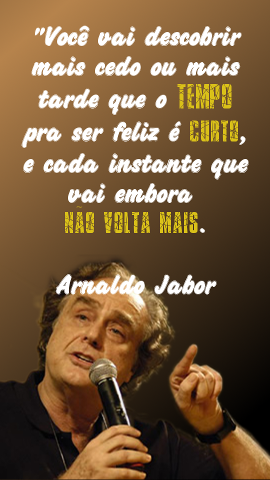 "Você vai descobrir
mais cedo ou mais
tarde que o TEMPO
pra ser feliz é CURTO,
e cada instante que
vai embora
NÃO VOLTA MAIS.
Arnaldo Jabor